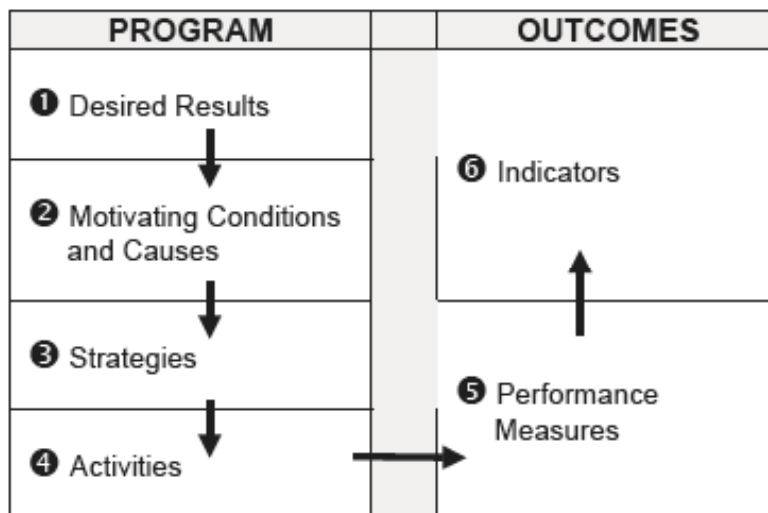 PROGRAM
OUTCOMES
❶ Desired Results
❷ Motivating Conditions
and Causes
❸ Strategies
❹ Activities
❻ Indicators
❺ Performance
Measures